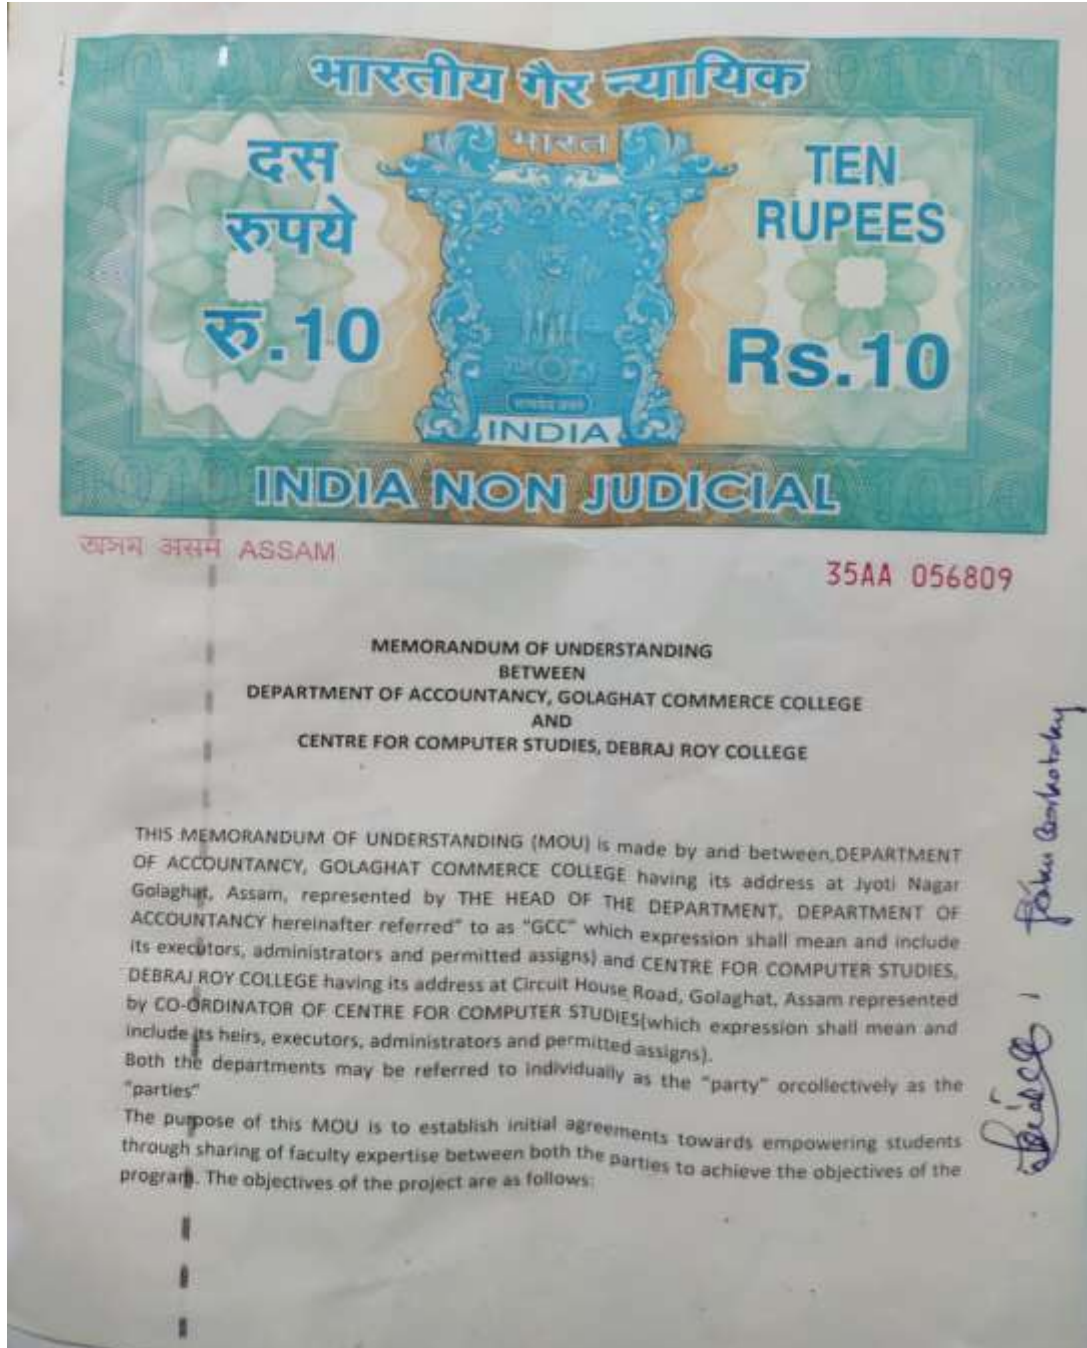 भारतीय गैर न्यायिक
भारत
दस
रुपये
रु.10
TEN
RUPEES
Rs.10
सत्यमेव जयते
INDIA
INDIA NON JUDICIAL
অসম असम ASSAM
35AA 056809
MEMORANDUM OF UNDERSTANDING
BETWEEN
DEPARTMENT OF ACCOUNTANCY, GOLAGHAT COMMERCE COLLEGE
AND
CENTRE FOR COMPUTER STUDIES, DEBRAJ ROY COLLEGE
THIS MEMORANDUM OF UNDERSTANDING (MOU) is made by and between,DEPARTMENT
OF ACCOUNTANCY, GOLAGHAT COMMERCE COLLEGE having its address at Jyoti Nagar
Golaghat, Assam, represented by THE HEAD OF THE DEPARTMENT, DEPARTMENT OF
ACCOUNTANCY hereinafter referred" to as "GCC" which expression shall mean and include
its executors, administrators and permitted assigns) and CENTRE FOR COMPUTER STUDIES,
DEBRAJ ROY COLLEGE having its address at Circuit House Road, Golaghat, Assam represented
by CO-ORDINATOR OF CENTRE FOR COMPUTER STUDIES(which expression shall mean and
include its heirs, executors, administrators and permitted assigns).
Both the departments may be referred to individually as the "party" orcollectively as the
"parties"
The purpose of this MOU is to establish initial agreements towards empowering students
through sharing of faculty expertise between both the parties to achieve the objectives of the
program. The objectives of the project are as follows: